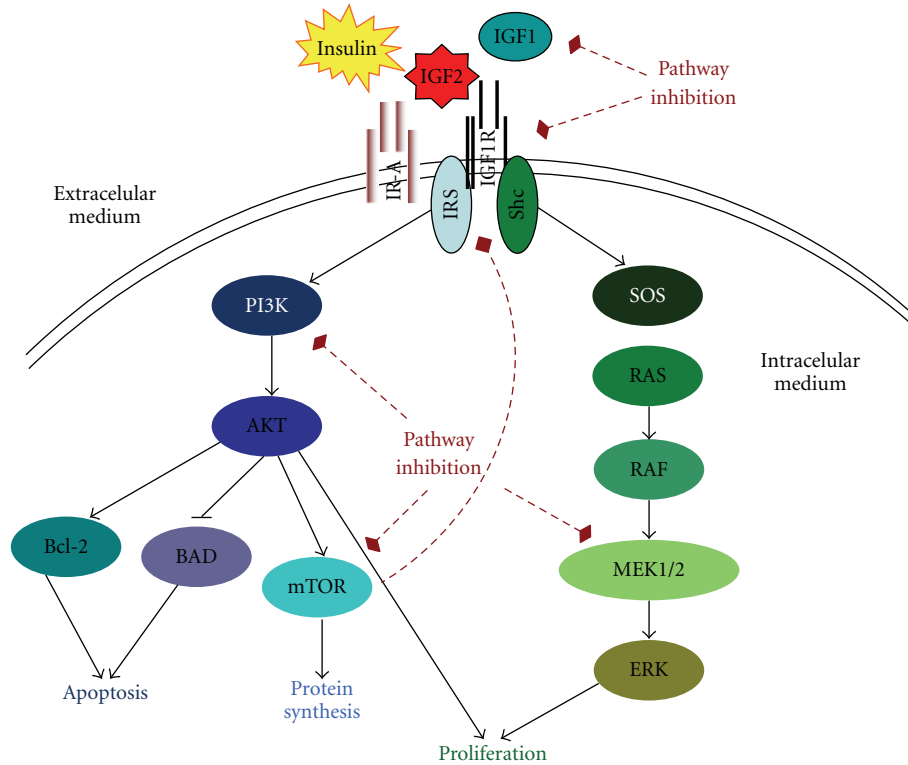 Insulin
IGF2
IGF1
Pathway
inhibition
IR-A
IGF1R
IRS
Shc
Extracelular
medium
PI3K
SOS
RAS
Intracelular
medium
AKT
Pathway
inhibition
RAF
Bcl-2
BAD
mTOR
MEK1/2
ERK
Apoptosis
Protein
synthesis
Proliferation